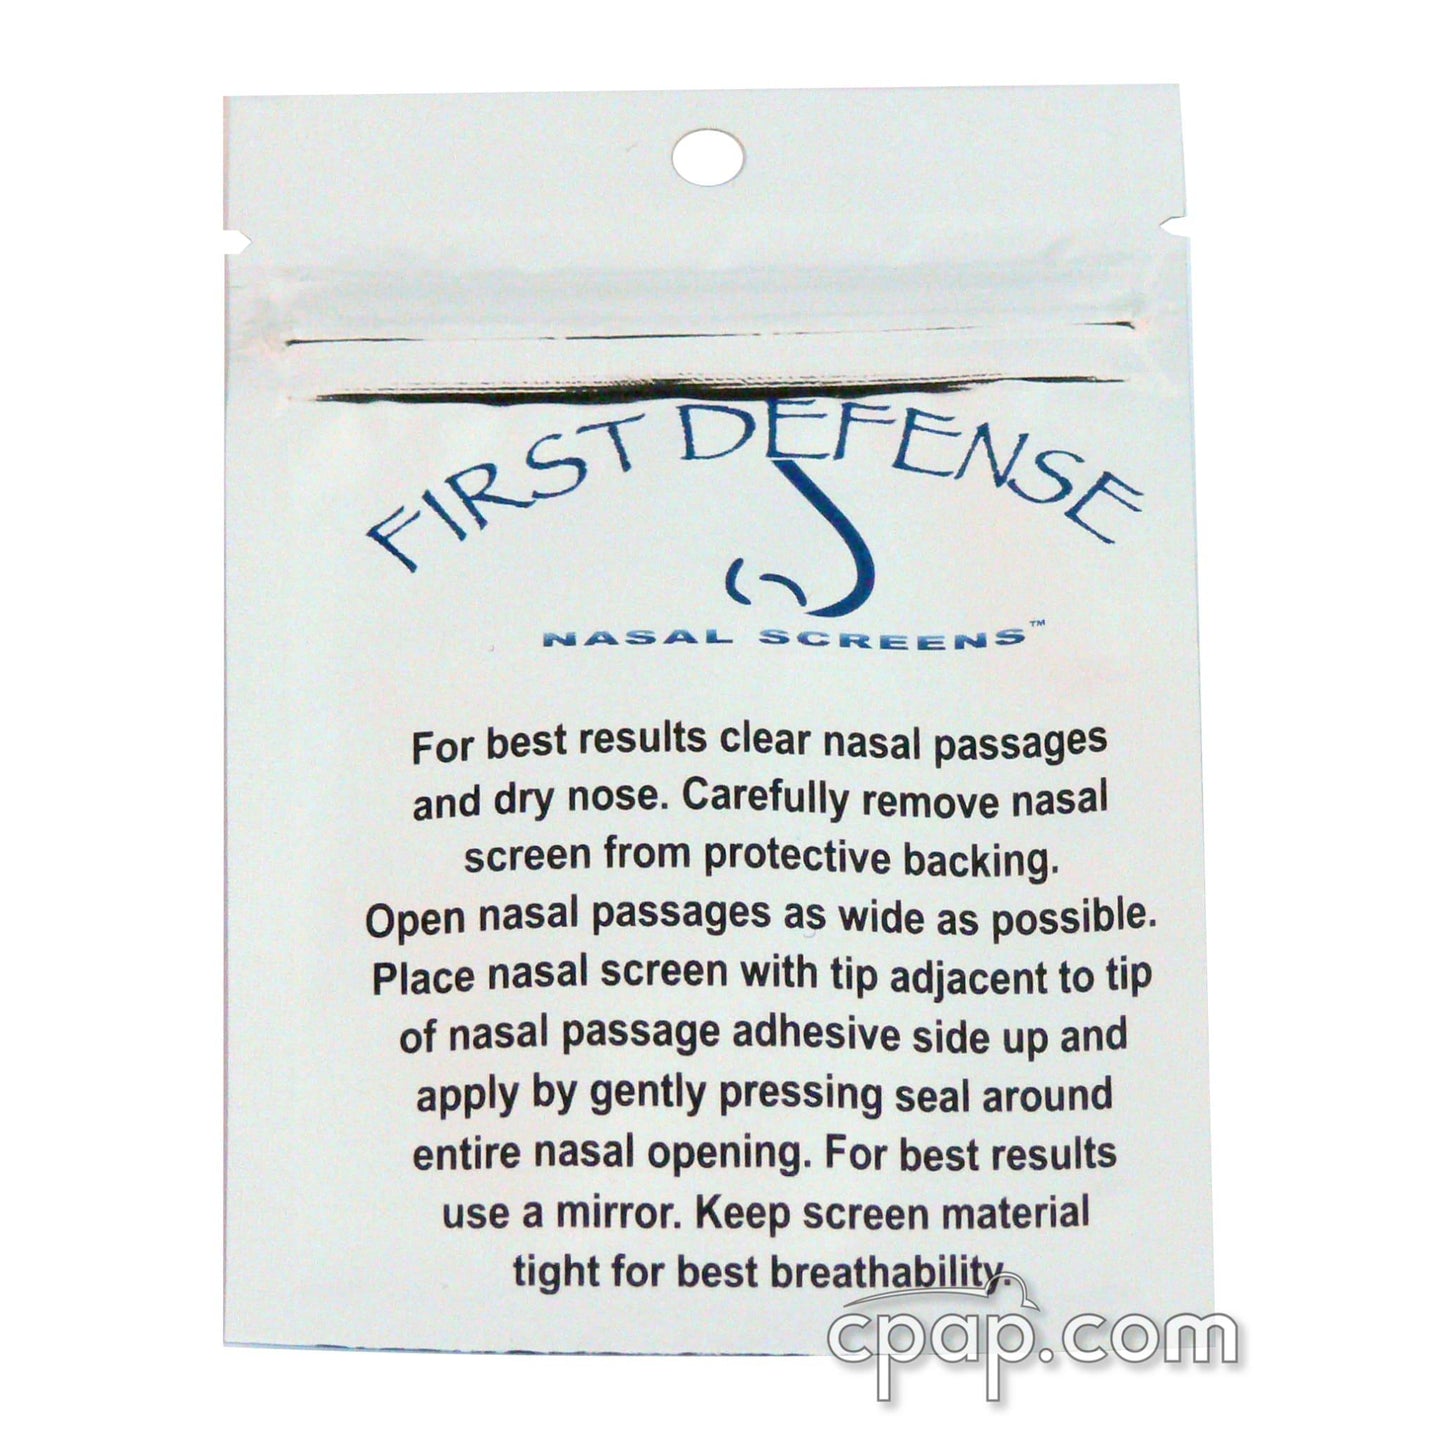 FIRST DEFENSE
NASAL SCREENS™
For best results clear nasal passages
and dry nose. Carefully remove nasal
screen from protective backing.
Open nasal passages as wide as possible.
Place nasal screen with tip adjacent to tip
of nasal passage adhesive side up and
apply by gently pressing seal around
entire nasal opening. For best results
use a mirror. Keep screen material
tight for best breathability.
cpap.com